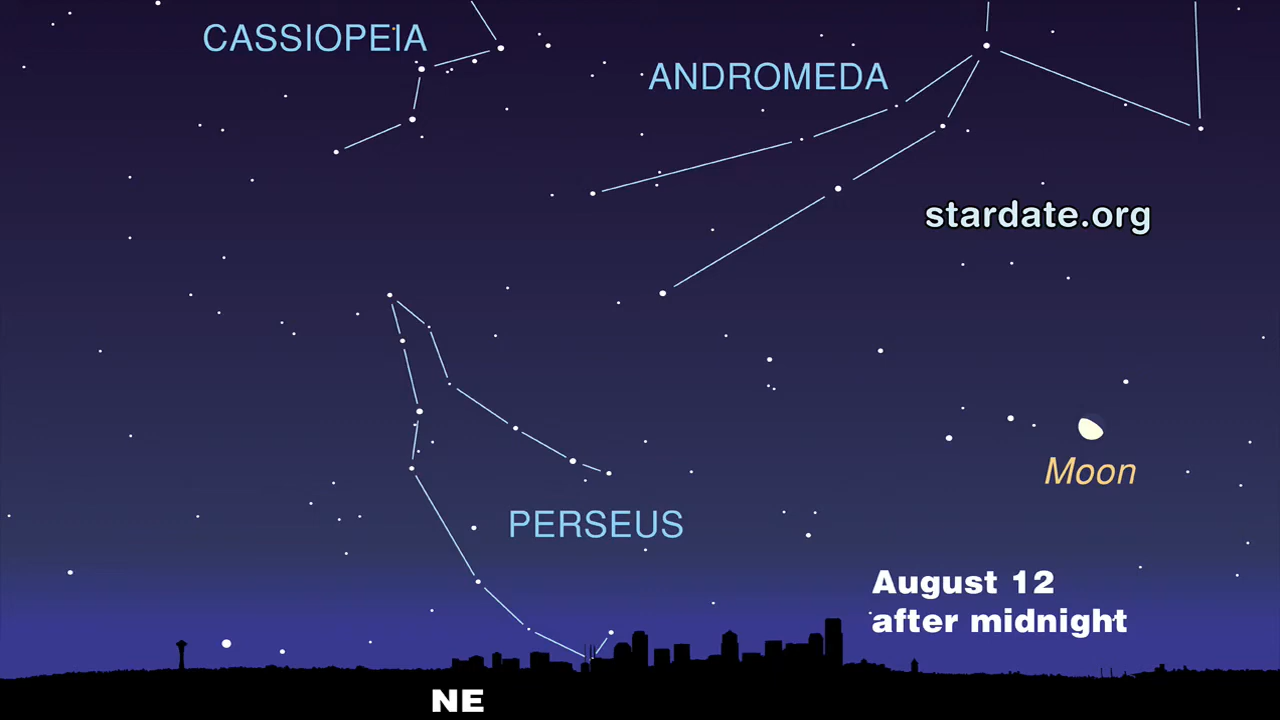 CASSIOPEIA
ANDROMEDA
stardate.org
Moon
PERSEUS
August 12
after midnight
NE